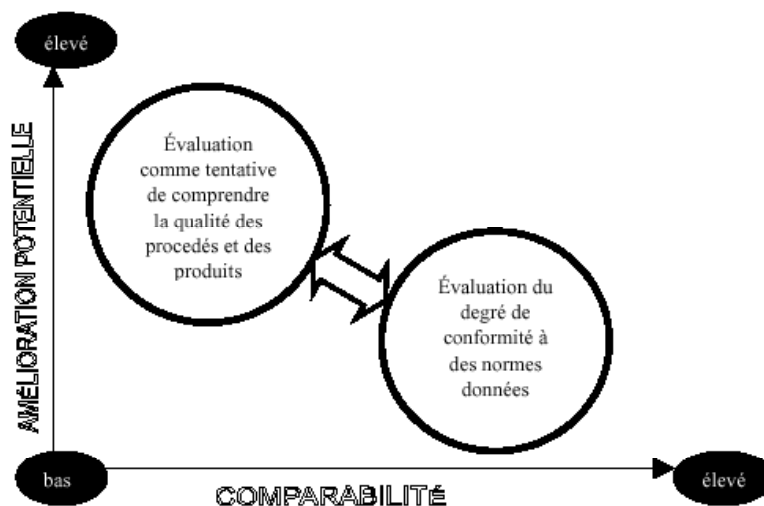 élevé
AMÉLIORATION POTENTIELLE
Évaluation
comme tentative
de comprendre
la qualité des
procedés et des
produits
Évaluation du
degré de
conformité à
des normes
données
bas
COMPARABILITÉ
élevé